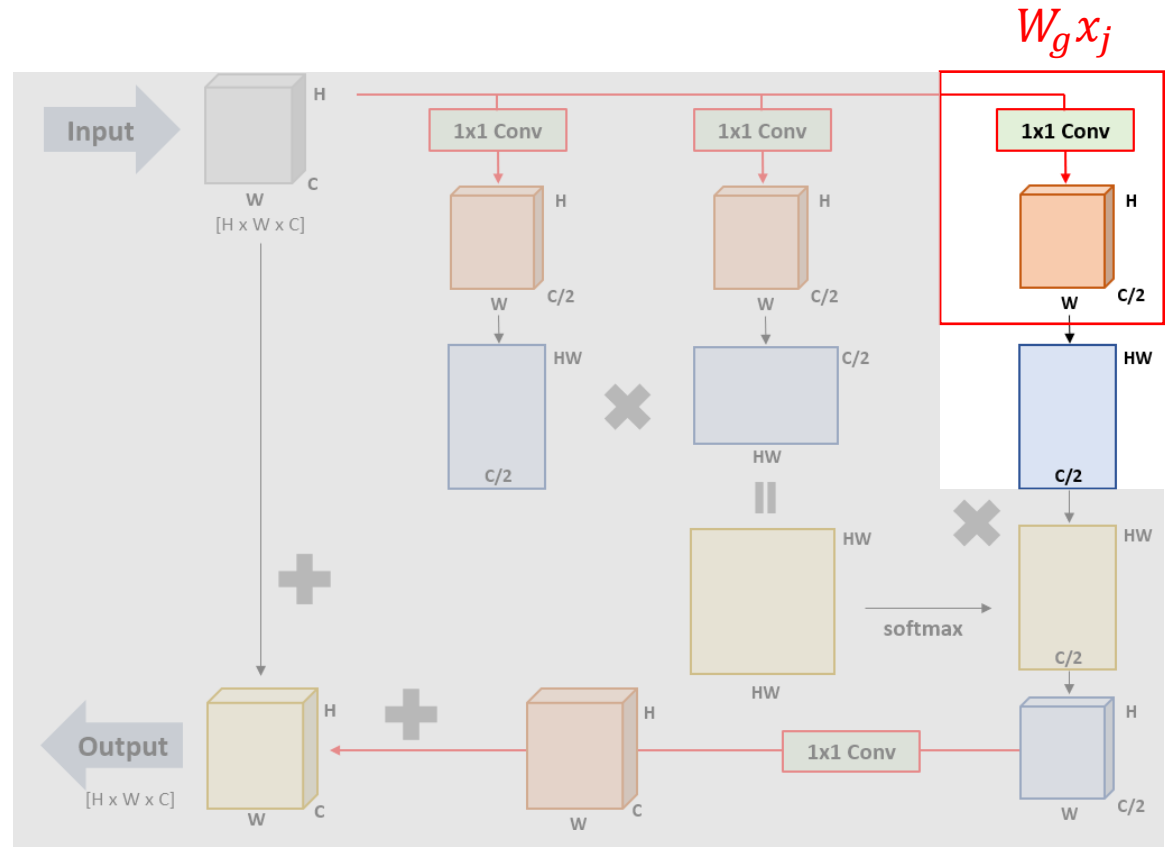 W_g x_j
Input
H
C
W
[H x W x C]
1x1 Conv
1x1 Conv
1x1 Conv
H
C/2
W
H
C/2
W
H
C/2
W
HW
C/2
C/2
HW
HW
C/2
HW
HW
softmax
HW
C/2
Output
[H x W x C]
H
C
W
H
C
W
1x1 Conv
H
C/2
W